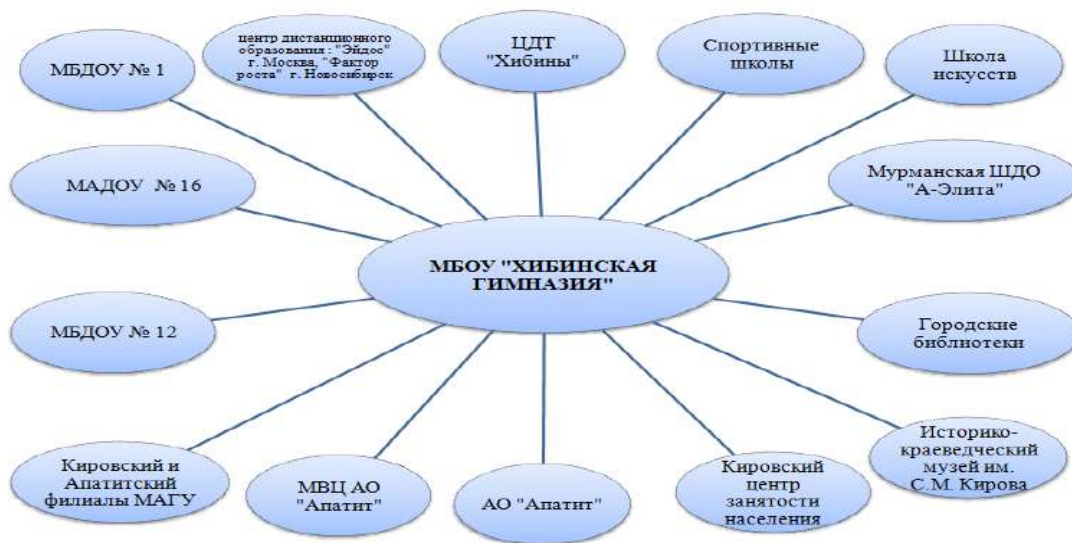 МБДОУ № 1
центр дистанционного
образования : "Эйдос"
г. Москва, "Фактор
роста" г. Новосибирск
ЦДТ
"Хибины"
Спортивные
школы
Школа
искусств
МАДОУ № 16
Мурманская ШДО
"А-Элита"
МБОУ "ХИБИНСКАЯ
ГИМНАЗИЯ"
МБДОУ № 12
Городские
библиотеки
Кировский и
Апатитский
филиалы МАГУ
МВЦ АО
"Апатит"
АО "Апатит"
Кировский
центр
занятости
населения
Историко-
краеведческий
музей им.
С.М. Кирова